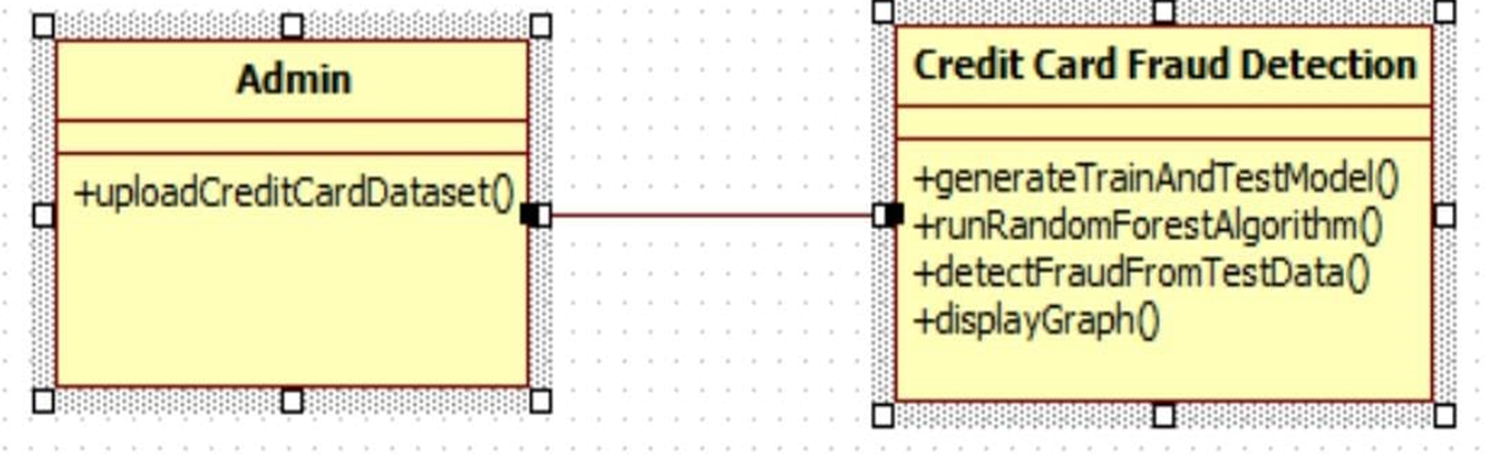 Admin
+uploadCreditCardDataset()
Credit Card Fraud Detection
+generateTrainAndTestModel()
+runRandomForestAlgorithm()
+detectFraudFromTestData()
+displayGraph()